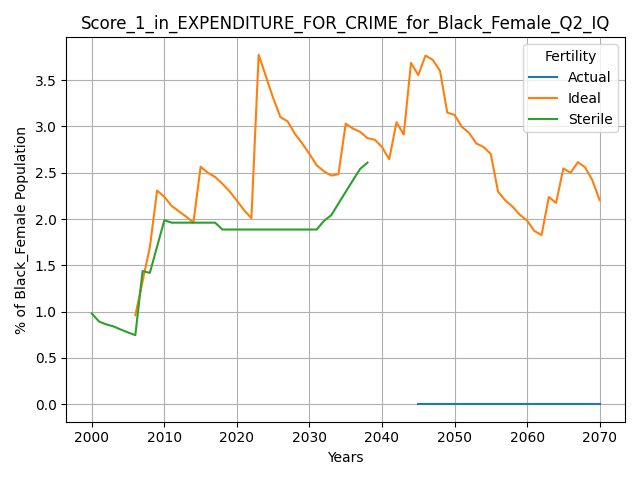 Score_1_in_EXPENDITURE_FOR_CRIME_for_Black_Female_Q2_IQ
Fertility
Actual
Ideal
Sterile
% of Black_Female Population
3.5
3.0
2.5
2.0
1.5
1.0
0.5
0.0
2000 2010 2020 2030 2040 2050 2060 2070
Years